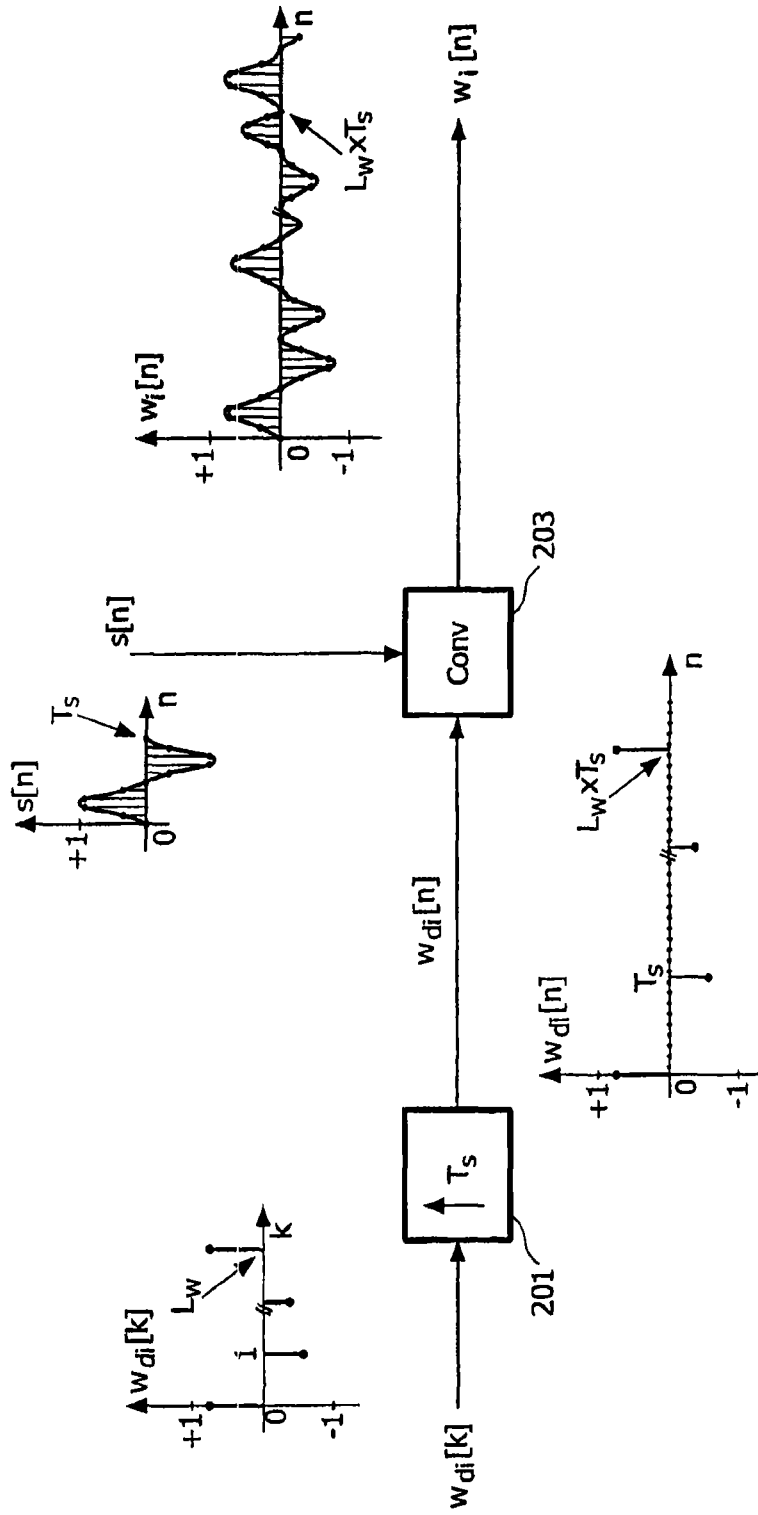 w_di[k]
+1
0
-1
i
L_w
k
w_di[k]
T_s
201
w_di[n]
w_di[n]
+1
0
-1
T_s
L_w x T_s
n
s[n]
+1
0
T_s
n
s[n]
Conv
203
w_i[n]
+1
0
-1
L_w x T_s
n
w_i[n]